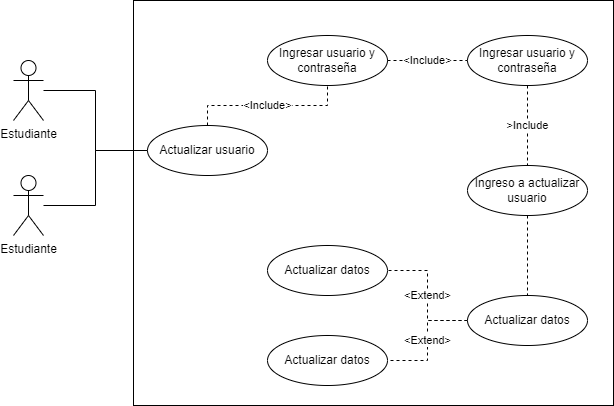 Ingresar usuario y
contraseña
<Include>
Ingresar usuario y
contraseña
<Include>
>Include
Estudiante
Actualizar usuario
Ingreso a actualizar
usuario
Estudiante
Actualizar datos
<Extend>
Actualizar datos
<Extend>
Actualizar datos